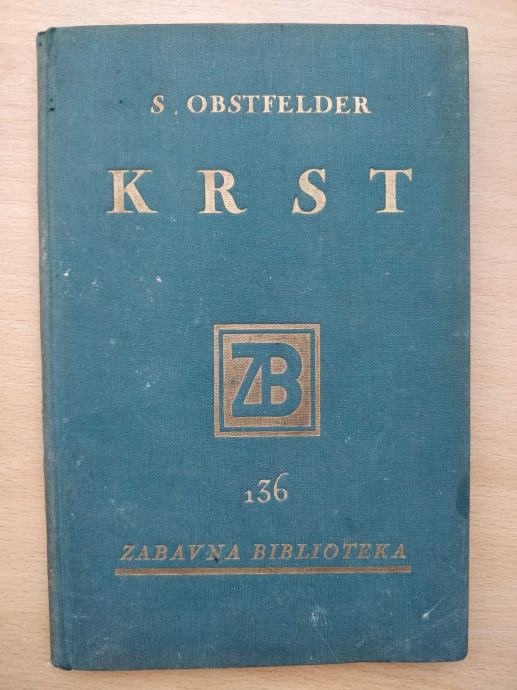 S. OBSTFELDER
KRST
ZB
136
ZABAVNA BIBLIOTEKA